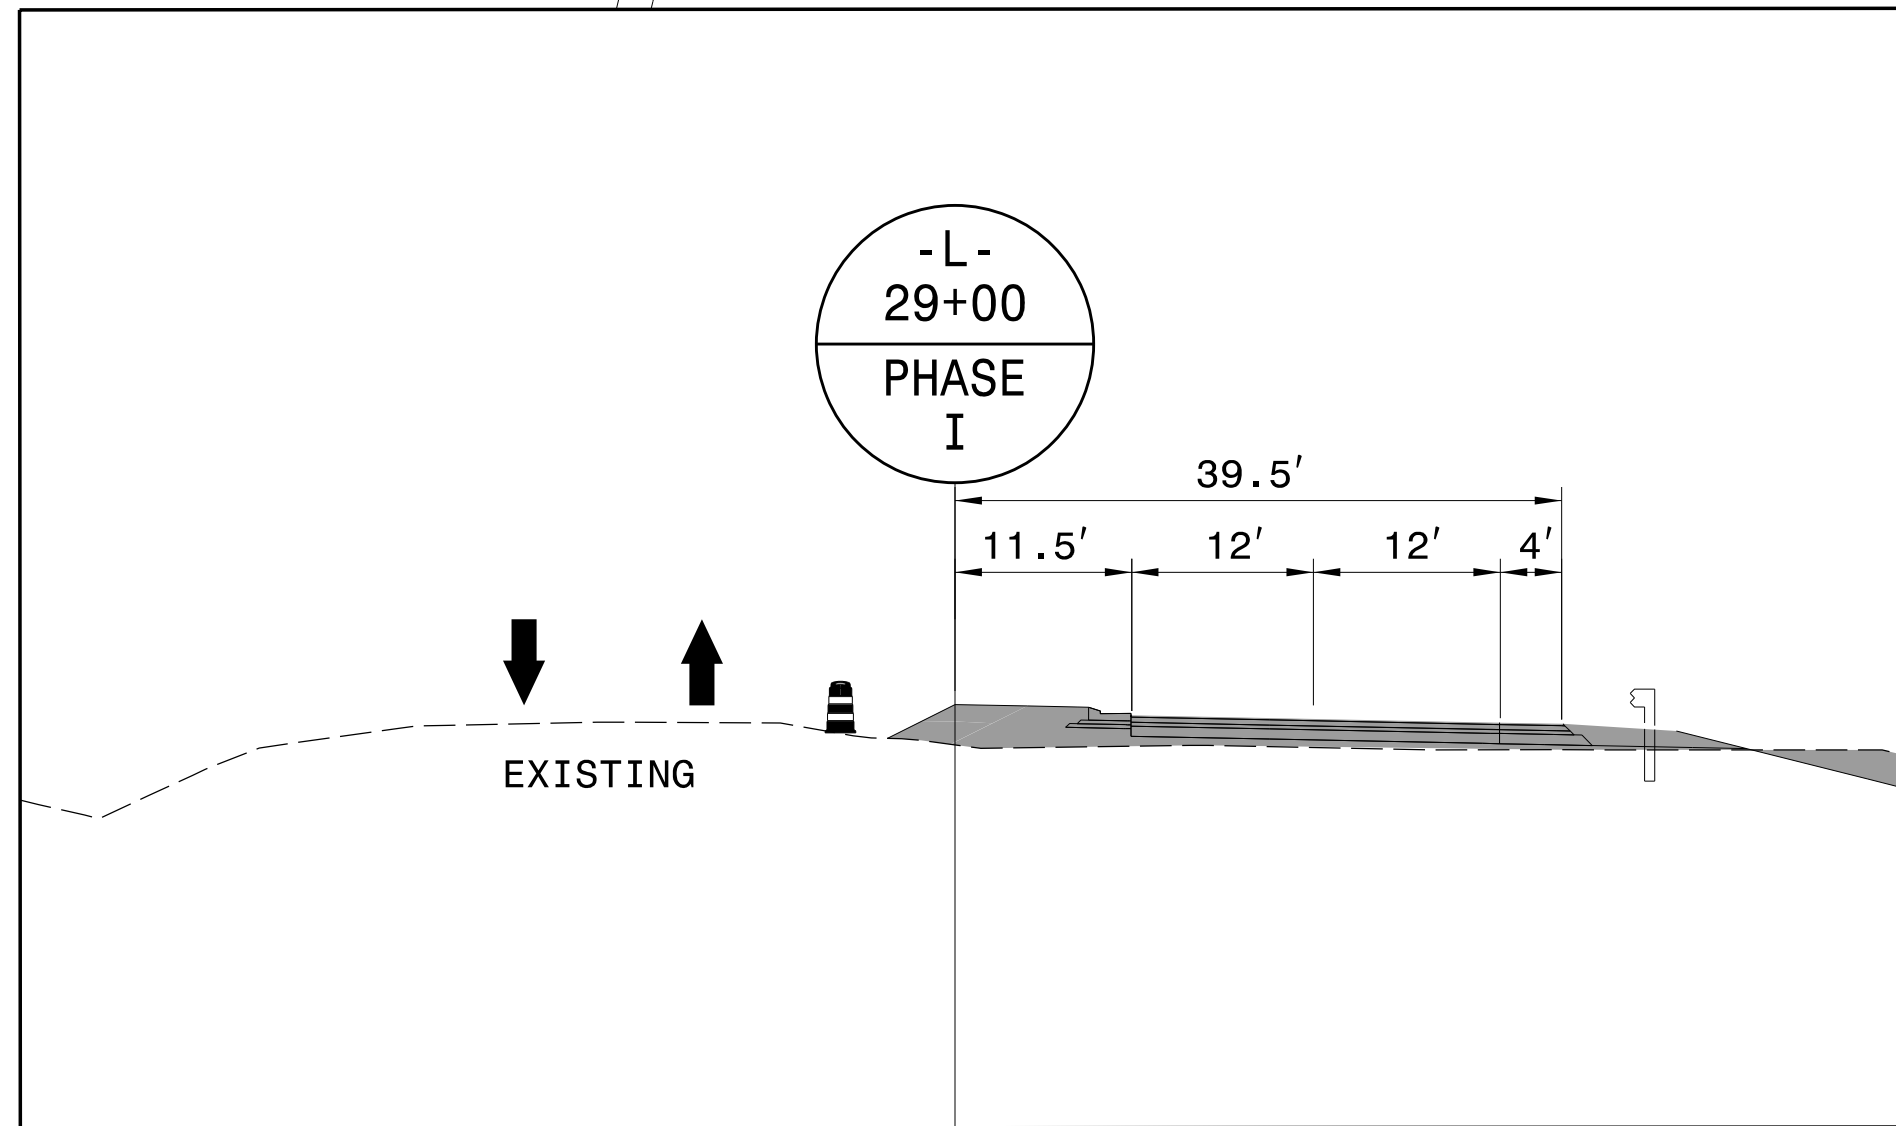 -L-
29+00
PHASE
I
39.5'
11.5' 12' 12' 4'
EXISTING